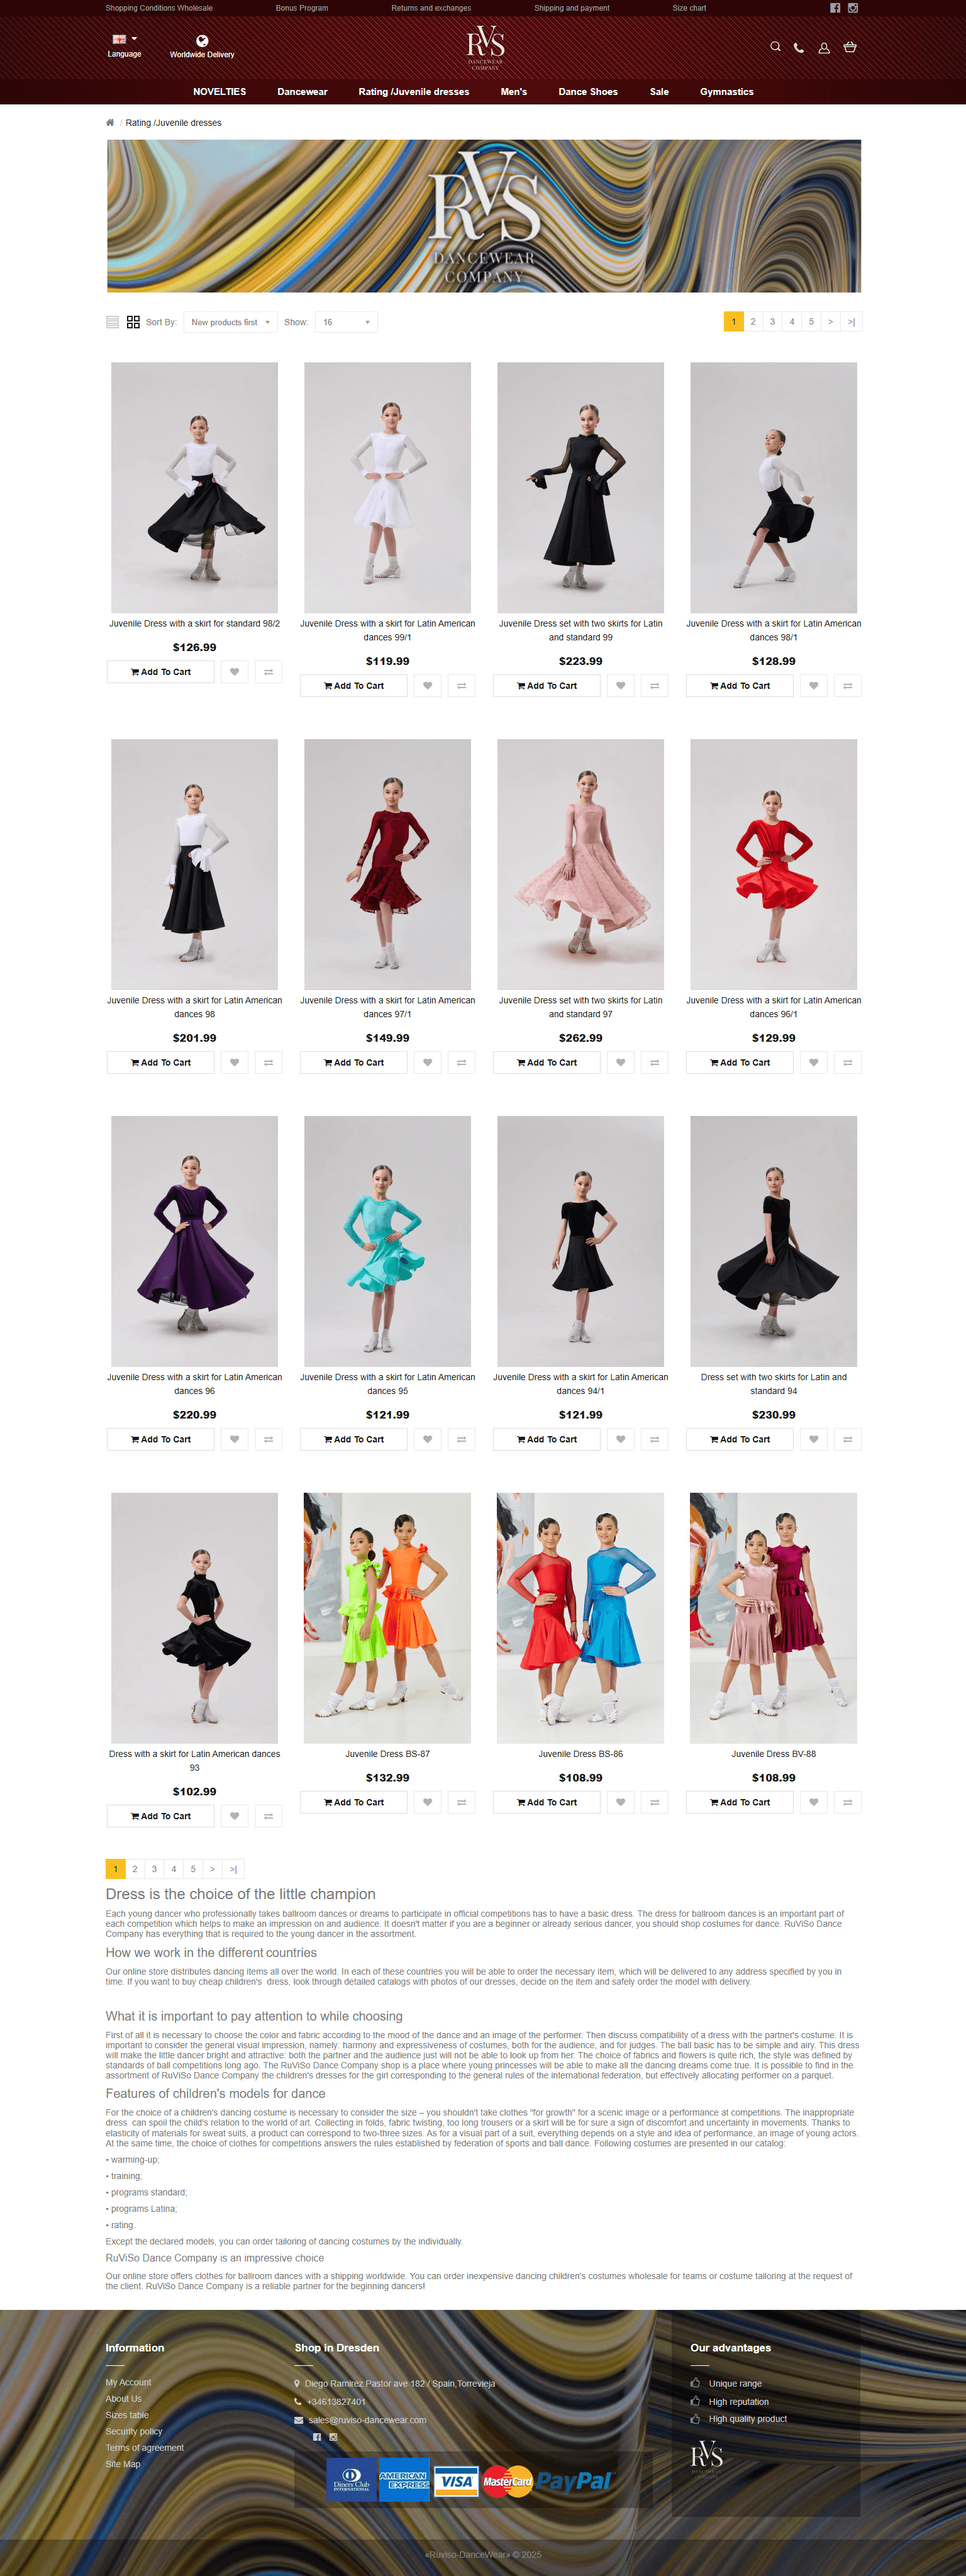 Shopping Conditions Wholesale Bonus Program Returns and exchanges Shipping and payment Size chart
Language
Worldwide Delivery
RVS
DANCEWEAR
COMPANY
NOVELTIES Dancewear Rating /Juvenile dresses Men's Dance Shoes Sale Gymnastics
/ Rating /Juvenile dresses
RVS
DANCEWEAR
COMPANY
Sort By: New products first Show: 16
1 2 3 4 5 > >|
Juvenile Dress with a skirt for standard 98/2
$126.99
Add To Cart
Juvenile Dress with a skirt for Latin American
dances 99/1
$119.99
Add To Cart
Juvenile Dress set with two skirts for Latin
and standard 99
$223.99
Add To Cart
Juvenile Dress with a skirt for Latin American
dances 98/1
$128.99
Add To Cart
Juvenile Dress with a skirt for Latin American
dances 98
$201.99
Add To Cart
Juvenile Dress with a skirt for Latin American
dances 97/1
$149.99
Add To Cart
Juvenile Dress set with two skirts for Latin
and standard 97
$262.99
Add To Cart
Juvenile Dress with a skirt for Latin American
dances 96/1
$129.99
Add To Cart
Juvenile Dress with a skirt for Latin American
dances 96
$220.99
Add To Cart
Juvenile Dress with a skirt for Latin American
dances 95
$121.99
Add To Cart
Juvenile Dress with a skirt for Latin American
dances 94/1
$121.99
Add To Cart
Dress set with two skirts for Latin and
standard 94
$230.99
Add To Cart
Dress with a skirt for Latin American dances
93
$102.99
Add To Cart
Juvenile Dress BS-87
$132.99
Add To Cart
Juvenile Dress BS-86
$108.99
Add To Cart
Juvenile Dress BV-88
$108.99
Add To Cart
1 2 3 4 5 > >|
Dress is the choice of the little champion
Each young dancer who professionally takes ballroom dances or dreams to participate in official competitions has to have a basic dress. The dress for ballroom dances is an important part of
each competition which helps to make an impression on and audience. It doesn't matter if you are a beginner or already serious dancer, you should shop costumes for dance. RuViSo Dance
Company has everything that is required to the young dancer in the assortment.
How we work in the different countries
Our online store distributes dancing items all over the world. In each of these countries you will be able to order the necessary item, which will be delivered to any address specified by you in
time. If you want to buy cheap children's dress, look through detailed catalogs with photos of our dresses, decide on the item and safely order the model with delivery.
What it is important to pay attention to while choosing
First of all it is necessary to choose the color and fabric according to the mood of the dance and an image of the performer. Then discuss compatibility of a dress with the partner's costume. It is
important to consider the general visual impression, namely: harmony and expressiveness of costumes, both for the audience, and for judges. The ball basic has to be simple and airy. This dress
will make the little dancer bright and attractive: both the partner and the audience just will not be able to look up from her. The choice of fabrics and flowers is quite rich, the style was defined by
standards of ball competitions long ago. The RuViSo Dance Company shop is a place where young princesses will be able to make all the dancing dreams come true. It is possible to find in the
assortment of RuViSo Dance Company the children's dresses for the girl corresponding to the general rules of the international federation, but effectively allocating performer on a parquet.
Features of children's models for dance
For the choice of a children's dancing costume is necessary to consider the size – you shouldn't take clothes "for growth" for a scenic image or a performance at competitions. The inappropriate
dress can spoil the child's relation to the world of art. Collecting in folds, fabric twisting, too long trousers or a skirt will be for sure a sign of discomfort and uncertainty in movements. Thanks to
elasticity of materials for sweat suits, a product can correspond to two-three sizes. As for a visual part of a suit, everything depends on a style and idea of performance, an image of young actors.
At the same time, the choice of clothes for competitions answers the rules established by federation of sports and ball dance. Following costumes are presented in our catalog:
• warming-up;
• training;
• programs standard;
• programs Latina;
• rating.
Except the declared models, you can order tailoring of dancing costumes by the individually.
RuViSo Dance Company is an impressive choice
Our online store offers clothes for ballroom dances with a shipping worldwide. You can order inexpensive dancing children's costumes wholesale for teams or costume tailoring at the request of
the client. RuViSo Dance Company is a reliable partner for the beginning dancers!
Information
My Account
About Us
Sizes table
Security policy
Terms of agreement
Site Map
Shop in Dresden
Diego Ramirez Pastor ave 182 / Spain,Torrevieja
+34613827401
sales@ruviso-dancewear.com
Diners Club
INTERNATIONAL
AMERICAN
EXPRESS
VISA
MasterCard
PayPal
Our advantages
Unique range
High reputation
High quality product
RVS
DANCEWEAR
COMPANY
«Ruviso-DanceWear» © 2025